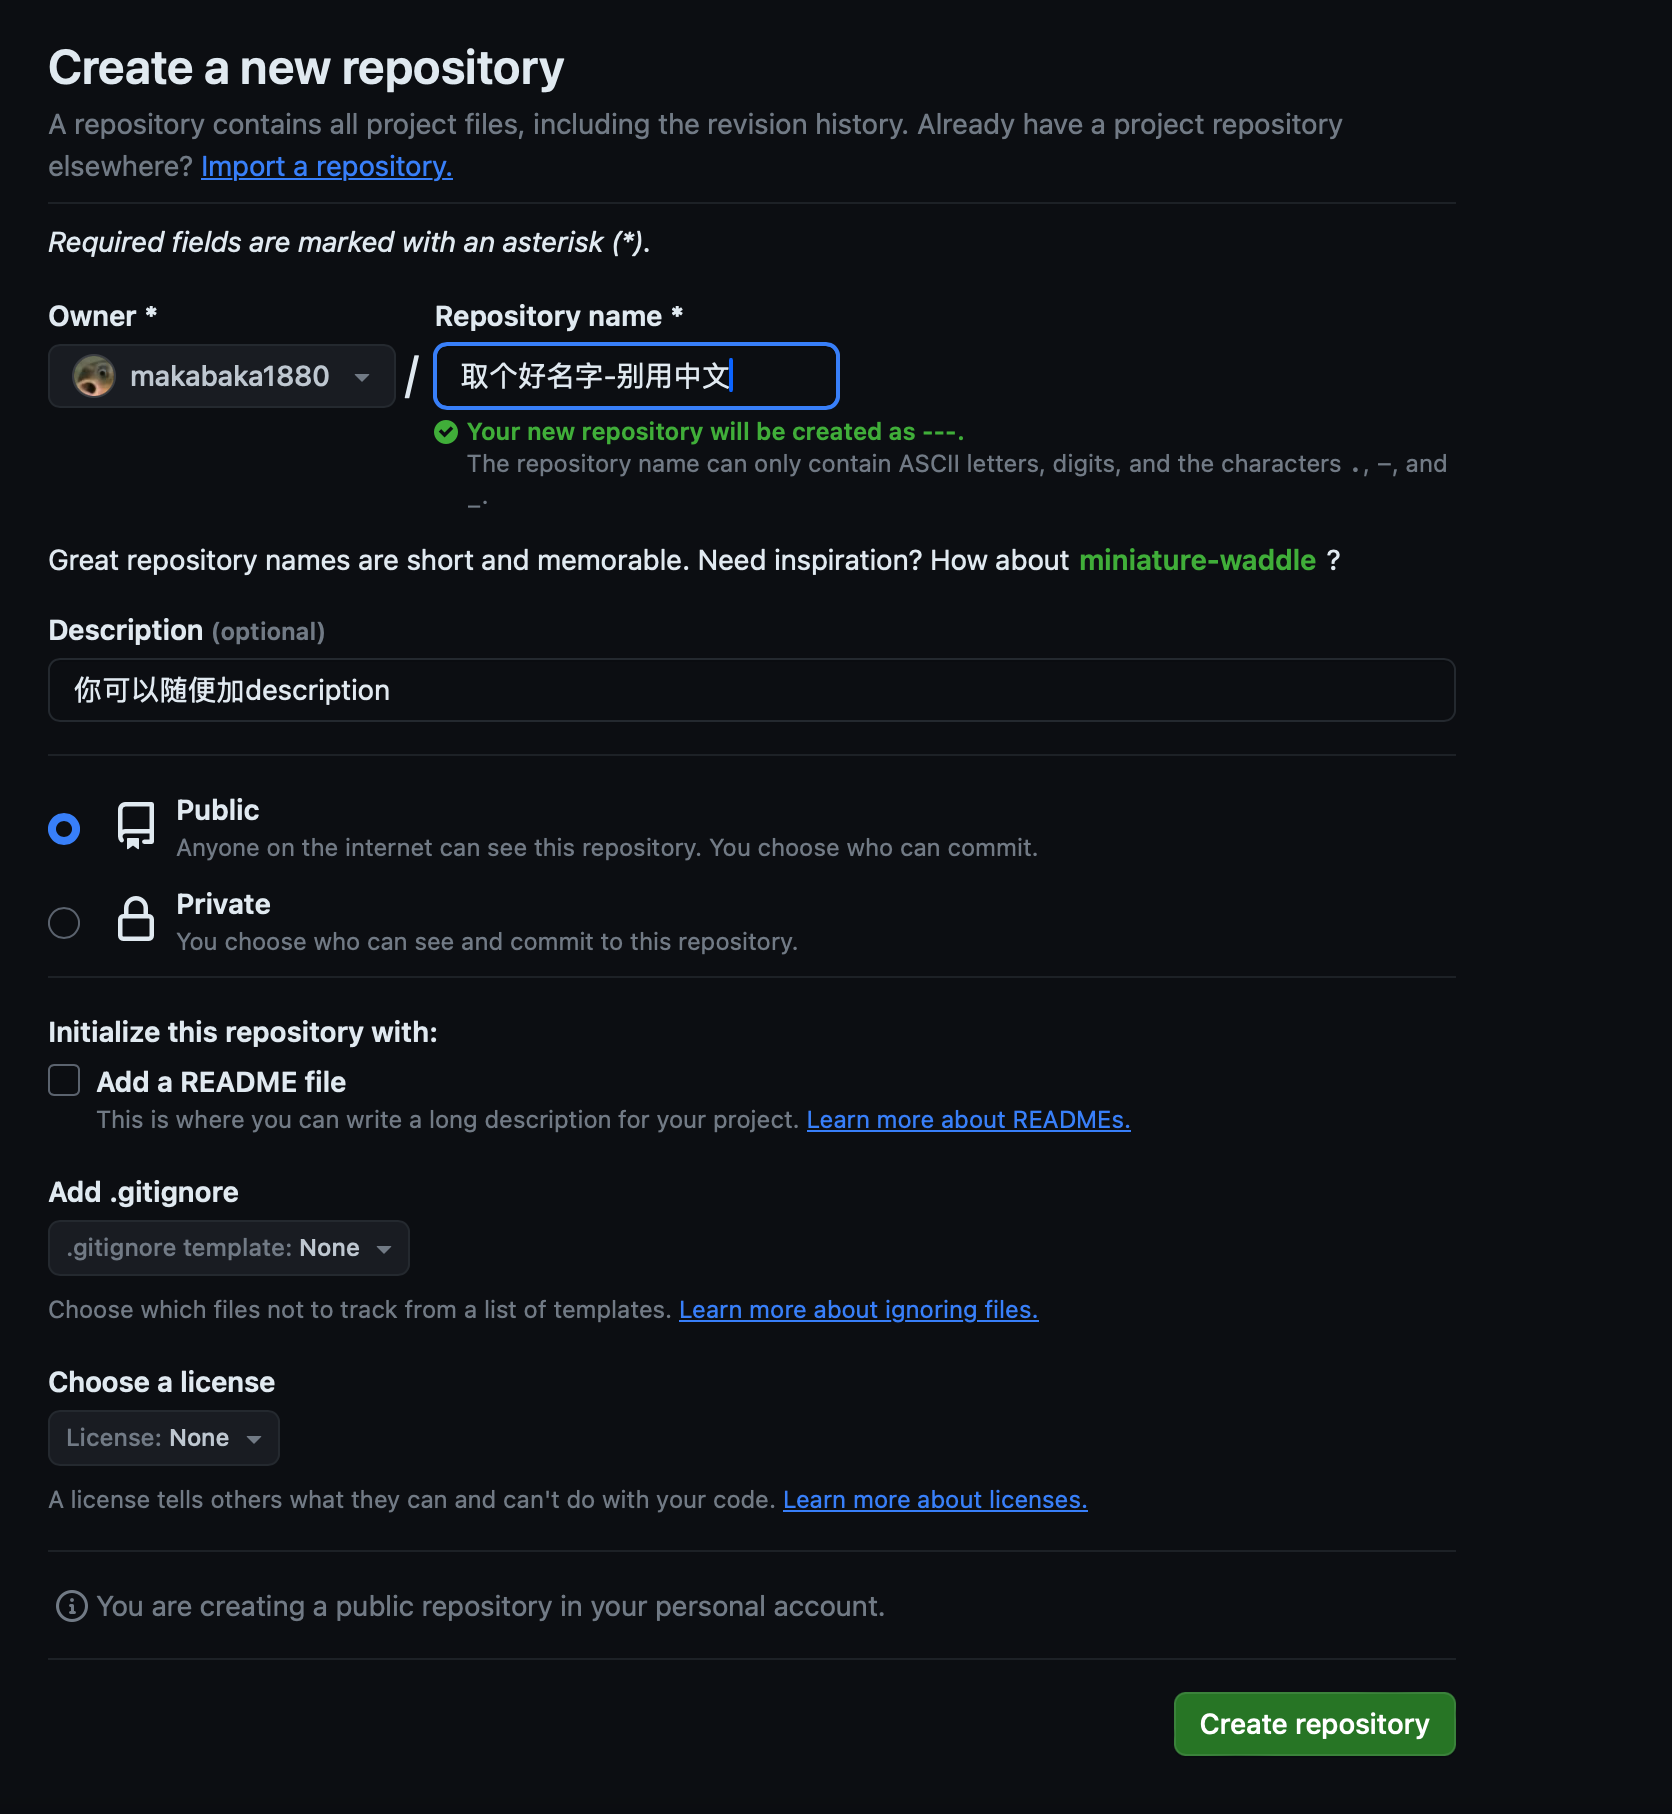 Create a new repository
A repository contains all project files, including the revision history. Already have a project repository
elsewhere? Import a repository.
Required fields are marked with an asterisk (*).
Owner *
Repository name *
makabaka1880
/
取个好名字-别用中文
Your new repository will be created as ---.
The repository name can only contain ASCII letters, digits, and the characters ., -, and
_.
Great repository names are short and memorable. Need inspiration? How about miniature-waddle ?
Description (optional)
你可以随便加description
Public
Anyone on the internet can see this repository. You choose who can commit.
Private
You choose who can see and commit to this repository.
Initialize this repository with:
Add a README file
This is where you can write a long description for your project. Learn more about READMEs.
Add .gitignore
.gitignore template: None
Choose which files not to track from a list of templates. Learn more about ignoring files.
Choose a license
License: None
A license tells others what they can and can't do with your code. Learn more about licenses.
You are creating a public repository in your personal account.
Create repository